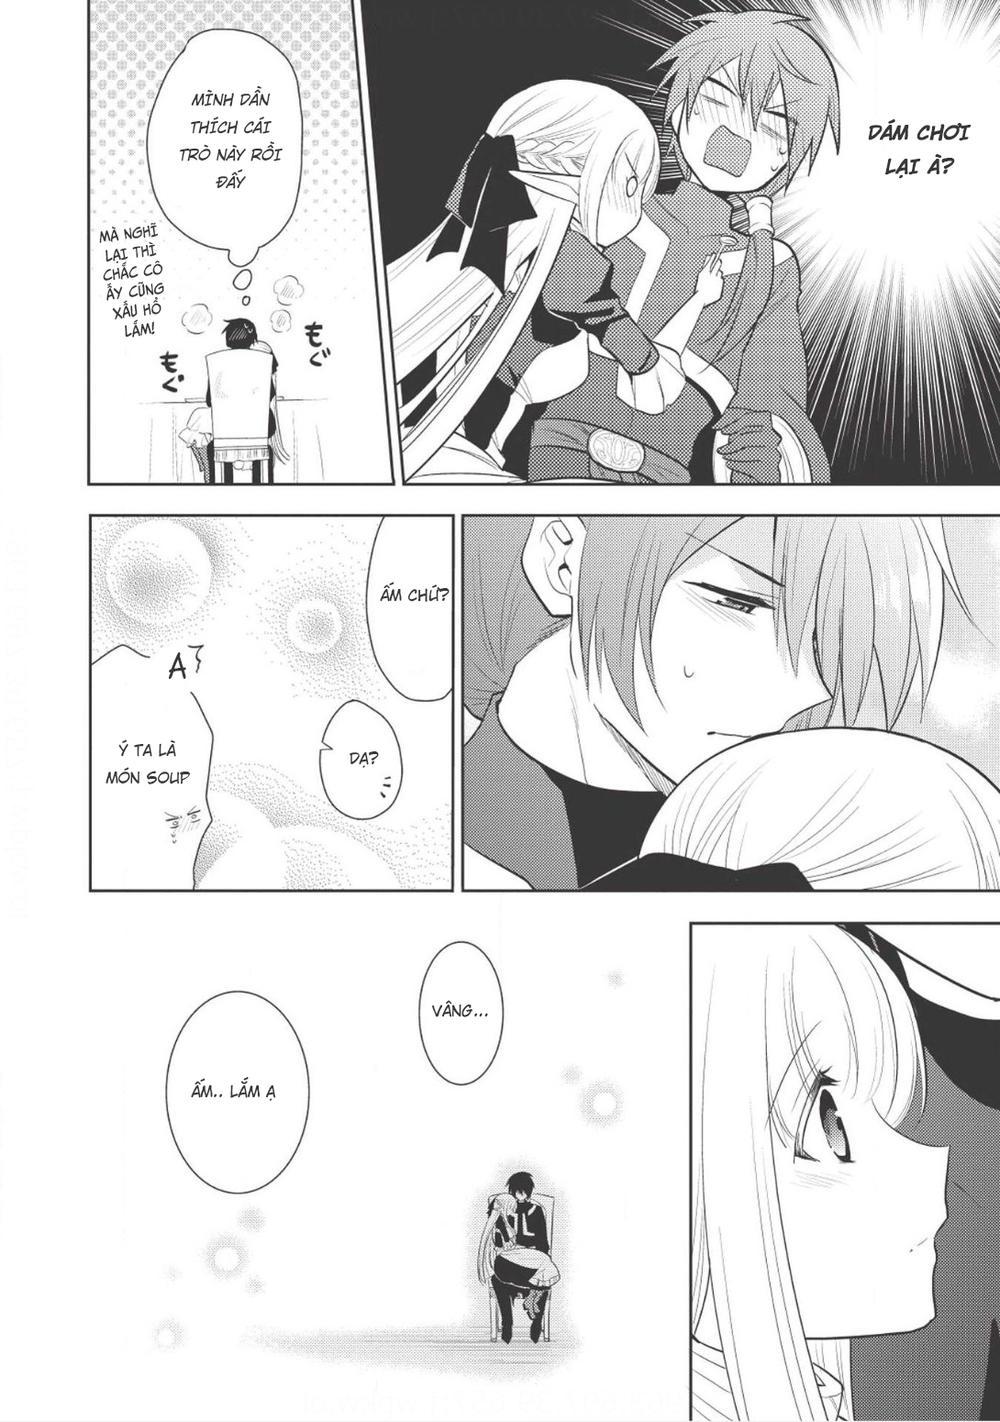 DÁM CHƠI
LẠI À?
MÌNH DẦN
THÍCH CÁI
TRÒ NÀY RỒI
ĐẤY
MÀ NGHĨ
LẠI THÌ
CHẮC CÔ
ẤY CŨNG
XẤU HỔ
LẮM!
もぐ
もぐ
ẤM CHỨ?
DẠ?
A
Ý TA LÀ
MÓN SOUP
VÂNG...
ẤM.. LẮM Ạ